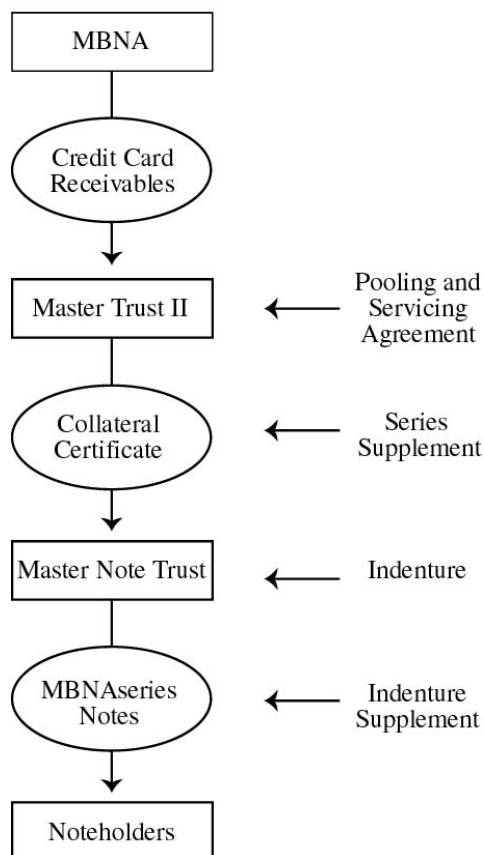 MBNA
Credit Card
Receivables
Master Trust II
Pooling and
Servicing
Agreement
Collateral
Certificate
Series
Supplement
Master Note Trust
Indenture
MBNAseries
Notes
Indenture
Supplement
Noteholders